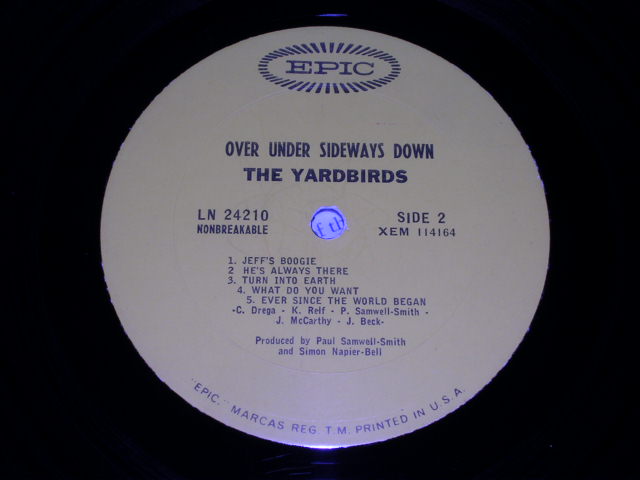 EPIC
OVER UNDER SIDEWAYS DOWN
THE YARDBIRDS
LN 24210
NONBREAKABLE
SIDE 2
XEM 114164
1. JEFF'S BOOGIE
2 HE'S ALWAYS THERE
3. TURN INTO EARTH
4. WHAT DO YOU WANT
5. EVER SINCE THE WORLD BEGAN
-C. Drega - K. Relf - P. Samwell-Smith -
J. McCarthy - J. Beck-
Produced by Paul Samwell-Smith
and Simon Napier-Bell
"EPIC," MARCAS REG. T.M. PRINTED IN U.S.A.